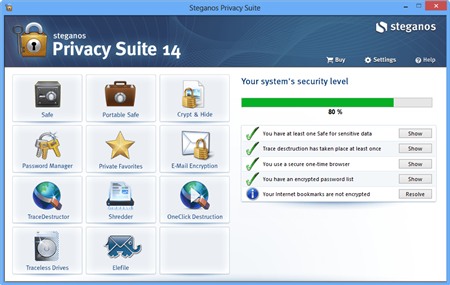 Steganos Privacy Suite
steganos
Privacy Suite 14
steganos
Buy
Settings
Help
Safe
Portable Safe
Crypt & Hide
Password Manager
Private Favorites
E-Mail Encryption
TraceDestructor
Shredder
OneClick Destruction
Traceless Drives
Elefile
Your system's security level
80 %
You have at least one Safe for sensitive data
Show
Trace desctruction has taken place at least once
Show
You use a secure one-time browser
Show
You have an encrypted password list
Show
Your Internet bookmarks are not encrypted
Resolve